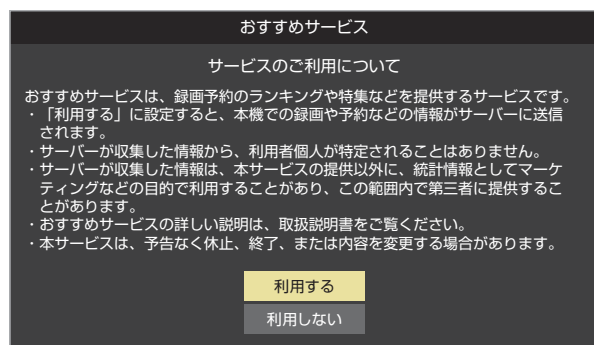 おすすめサービス
サービスのご利用について
おすすめサービスは、録画予約のランキングや特集などを提供するサービスです。
・「利用する」に設定すると、本機での録画や予約などの情報がサーバーに送信
されます。
・サーバーが収集した情報から、利用者個人が特定されることはありません。
・サーバーが収集した情報は、本サービスの提供以外に、統計情報としてマーケ
ティングなどの目的で利用することがあり、この範囲内で第三者に提供するこ
とがあります。
・おすすめサービスの詳しい説明は、取扱説明書をご覧ください。
・本サービスは、予告なく休止、終了、または内容を変更する場合があります。
利用する
利用しない